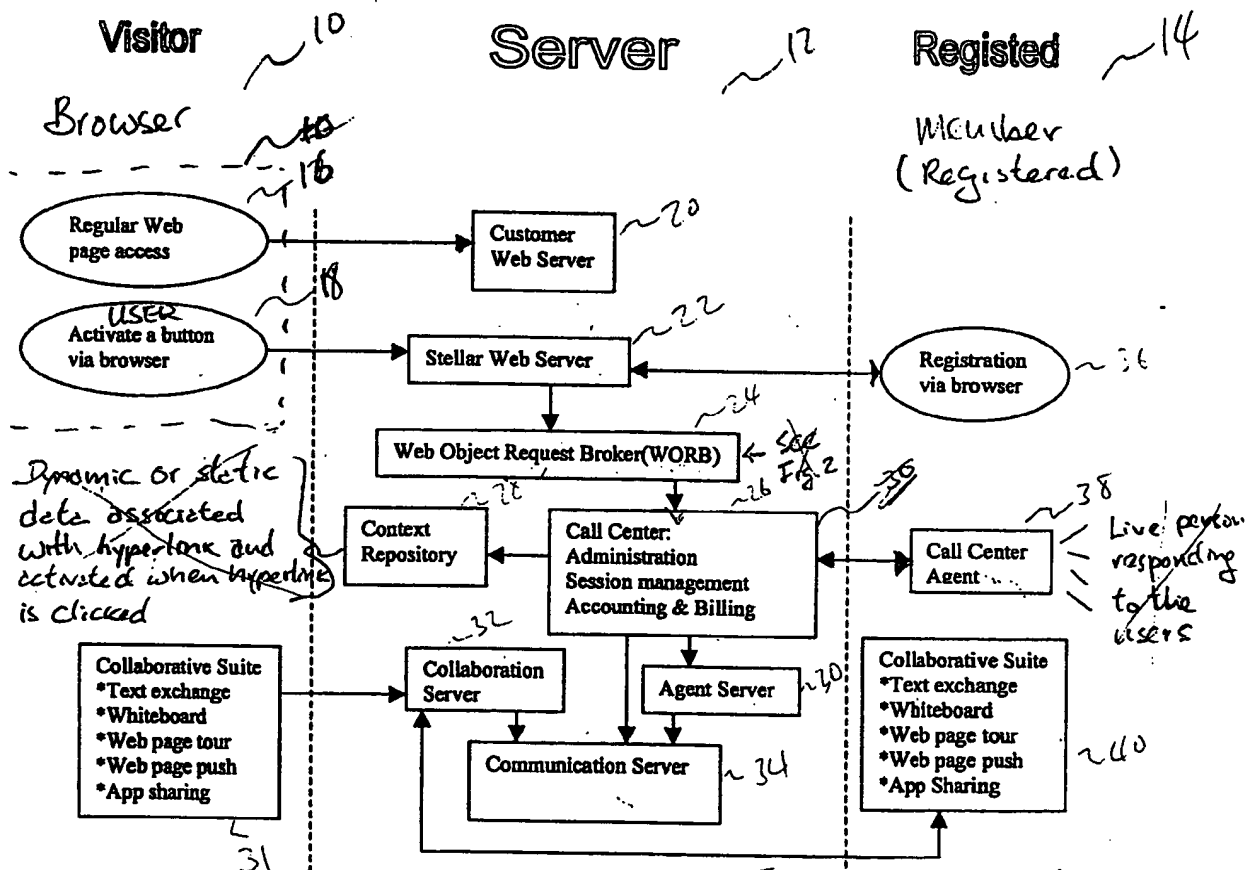 Visitor
10
Server
12
Registed
14
Browser
10
Member
(Registered)
16
Regular Web
page access
20
Customer
Web Server
18
USER
Activate a button
via browser
22
Stellar Web Server
Registration
via browser
36
24
Web Object Request Broker(WORB)
see
Fig 2
Dynamic or static
data associated
with hyperlink and
activated when hyperlink
is clicked
28
Context
Repository
26
30
Call Center:
Administration
Session management
Accounting & Billing
38
Call Center
Agent
Live person
responding
to the
users
Collaborative Suite
*Text exchange
*Whiteboard
*Web page tour
*Web page push
*App sharing
31
32
Collaboration
Server
Agent Server
30
Communication Server
34
Collaborative Suite
*Text exchange
*Whiteboard
*Web page tour
*Web page push
*App Sharing
40